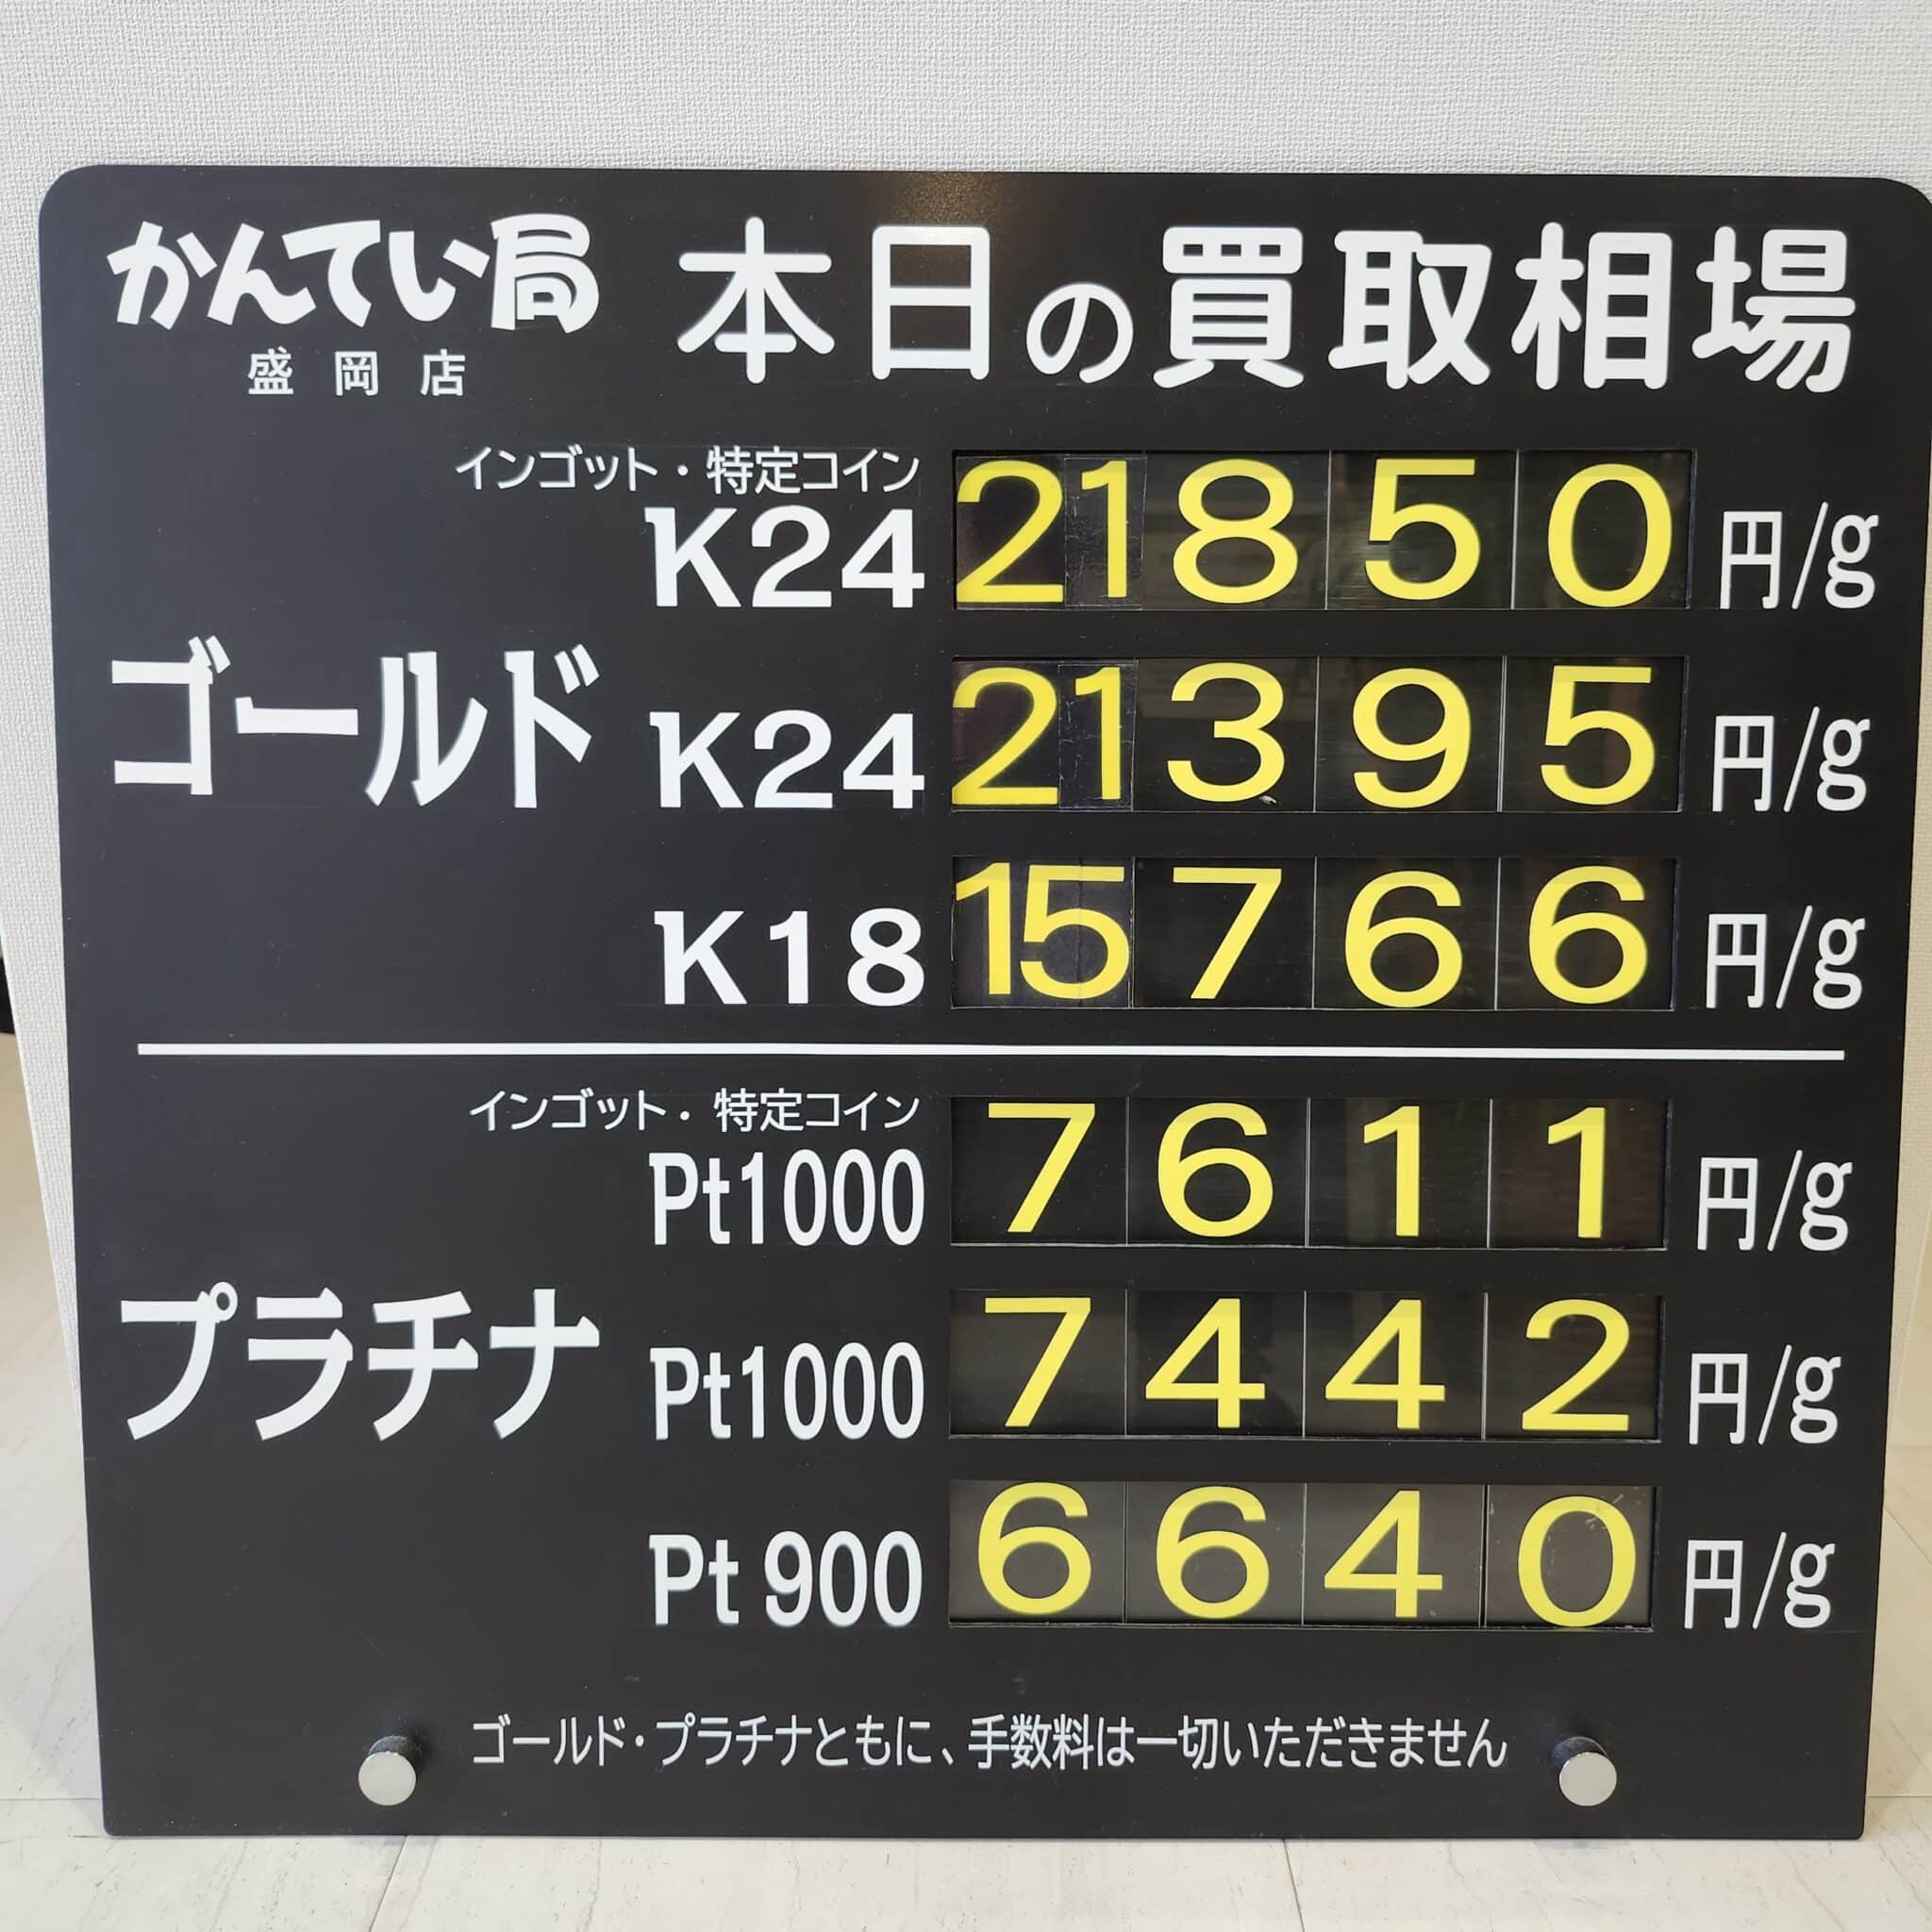 かんてい局 本日の買取相場
盛岡店
インゴット・特定コイン
K24 21850 円/g
ゴールド K24 21395 円/g
K18 15766 円/g
インゴット・特定コイン
Pt1000 7611 円/g
プラチナ Pt1000 7442 円/g
Pt 900 6640 円/g
ゴールド・プラチナともに、手数料は一切いただきません